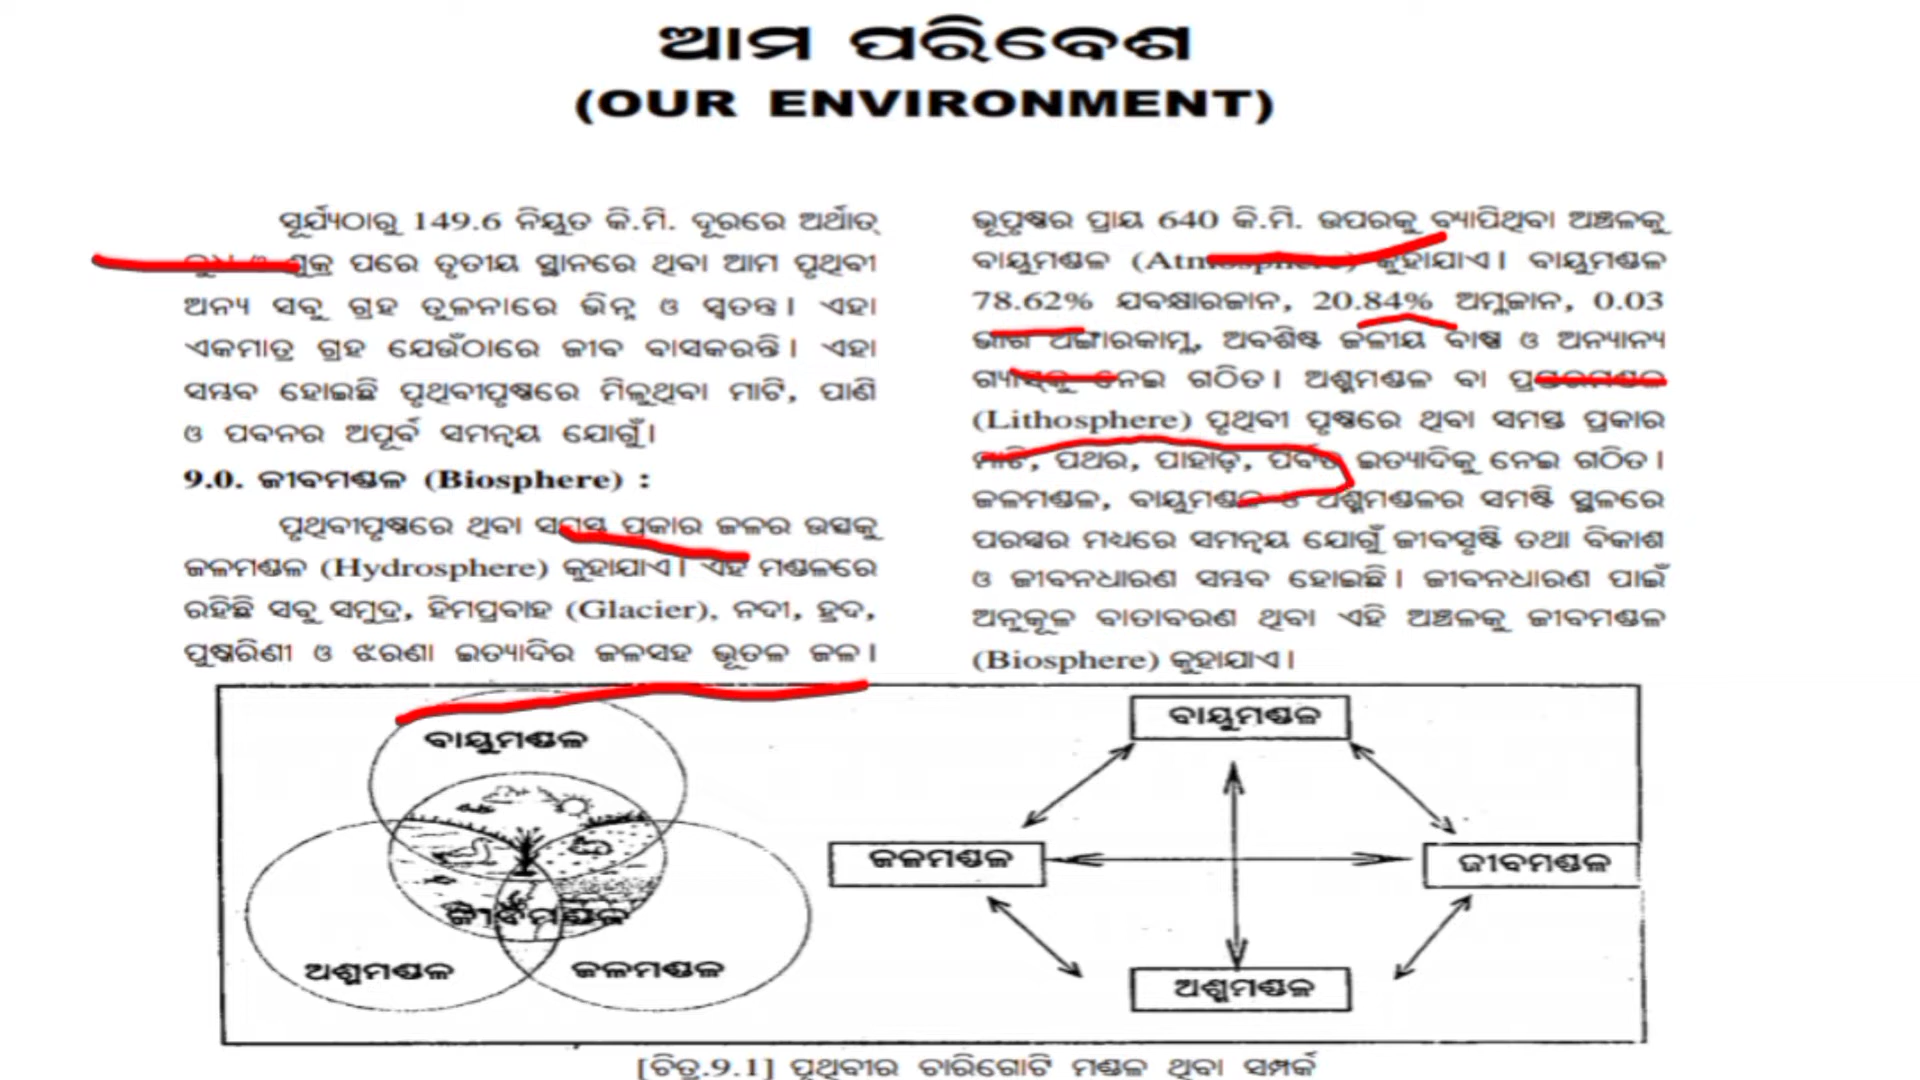 ଆମ ପରିବେଶ
(OUR ENVIRONMENT)
ସୂର୍ଯ୍ୟଠାରୁ 149.6 ନିୟୁତ କି.ମି. ଦୂରରେ ଅର୍ଥାତ୍
ବୁଧ ଓ ଶୁକ୍ର ପରେ ତୃତୀୟ ସ୍ଥାନରେ ଥିବା ଆମ ପୃଥିବୀ
ଅନ୍ୟ ସବୁ ଗ୍ରହ ତୁଳନାରେ ଭିନ୍ନ ଓ ସ୍ୱତନ୍ତ୍ର। ଏହା
ଏକମାତ୍ର ଗ୍ରହ ଯେଉଁଠାରେ ଜୀବ ବାସକରନ୍ତି। ଏହା
ସମ୍ଭବ ହୋଇଛି ପୃଥିବୀପୃଷ୍ଠରେ ମିଳୁଥିବା ମାଟି, ପାଣି
ଓ ପବନର ଅପୂର୍ବ ସମନ୍ୱୟ ଯୋଗୁଁ।
9.0. ଜୀବମଣ୍ଡଳ (Biosphere) :
ପୃଥିବୀପୃଷ୍ଠରେ ଥିବା ସମସ୍ତ ପ୍ରକାର ଜଳର ଉତ୍ସକୁ
ଜଳମଣ୍ଡଳ (Hydrosphere) କୁହାଯାଏ। ଏହି ମଣ୍ଡଳରେ
ରହିଛି ସବୁ ସମୁଦ୍ର, ହିମପ୍ରବାହ (Glacier), ନଦୀ, ହ୍ରଦ,
ପୁଷ୍କରିଣୀ ଓ ଝରଣା ଇତ୍ୟାଦିର ଜଳସହ ଭୂତଳ ଜଳ।
ଭୂପୃଷ୍ଠର ପ୍ରାୟ 640 କି.ମି. ଉପରକୁ ବ୍ୟାପିଥିବା ଅଞ୍ଚଳକୁ
ବାୟୁମଣ୍ଡଳ (Atmosphere) କୁହାଯାଏ। ବାୟୁମଣ୍ଡଳ
78.62% ଯବକ୍ଷାରଜାନ, 20.84% ଅମ୍ଳଜାନ, 0.03
ଭାଗ ଅଙ୍ଗାରକାମ୍ଳ, ଅବଶିଷ୍ଟ ଜଳୀୟ ବାଷ୍ପ ଓ ଅନ୍ୟାନ୍ୟ
ଗ୍ୟାସ୍‌କୁ ନେଇ ଗଠିତ। ଅଶ୍ମମଣ୍ଡଳ ବା ପ୍ରସ୍ତରମଣ୍ଡଳ
(Lithosphere) ପୃଥିବୀ ପୃଷ୍ଠରେ ଥିବା ସମସ୍ତ ପ୍ରକାର
ମାଟି, ପଥର, ପାହାଡ଼, ପର୍ବତ ଇତ୍ୟାଦିକୁ ନେଇ ଗଠିତ।
ଜଳମଣ୍ଡଳ, ବାୟୁମଣ୍ଡଳ ଓ ଅଶ୍ମମଣ୍ଡଳର ସମଷ୍ଟି ସ୍ଥଳରେ
ପରସ୍ପର ମଧ୍ୟରେ ସମନ୍ୱୟ ଯୋଗୁଁ ଜୀବସୃଷ୍ଟି ତଥା ବିକାଶ
ଓ ଜୀବନଧାରଣ ସମ୍ଭବ ହୋଇଛି। ଜୀବନଧାରଣ ପାଇଁ
ଅନୁକୂଳ ବାତାବରଣ ଥିବା ଏହି ଅଞ୍ଚଳକୁ ଜୀବମଣ୍ଡଳ
(Biosphere) କୁହାଯାଏ।
ବାୟୁମଣ୍ଡଳ
ଜୀବମଣ୍ଡଳ
ଅଶ୍ମମଣ୍ଡଳ
ଜଳମଣ୍ଡଳ
ବାୟୁମଣ୍ଡଳ
ଜଳମଣ୍ଡଳ
ଜୀବମଣ୍ଡଳ
ଅଶ୍ମମଣ୍ଡଳ
[ଚିତ୍ର.9.1] ପୃଥିବୀର ଚାରିଗୋଟି ମଣ୍ଡଳ ଥିବା ସମ୍ପର୍କ